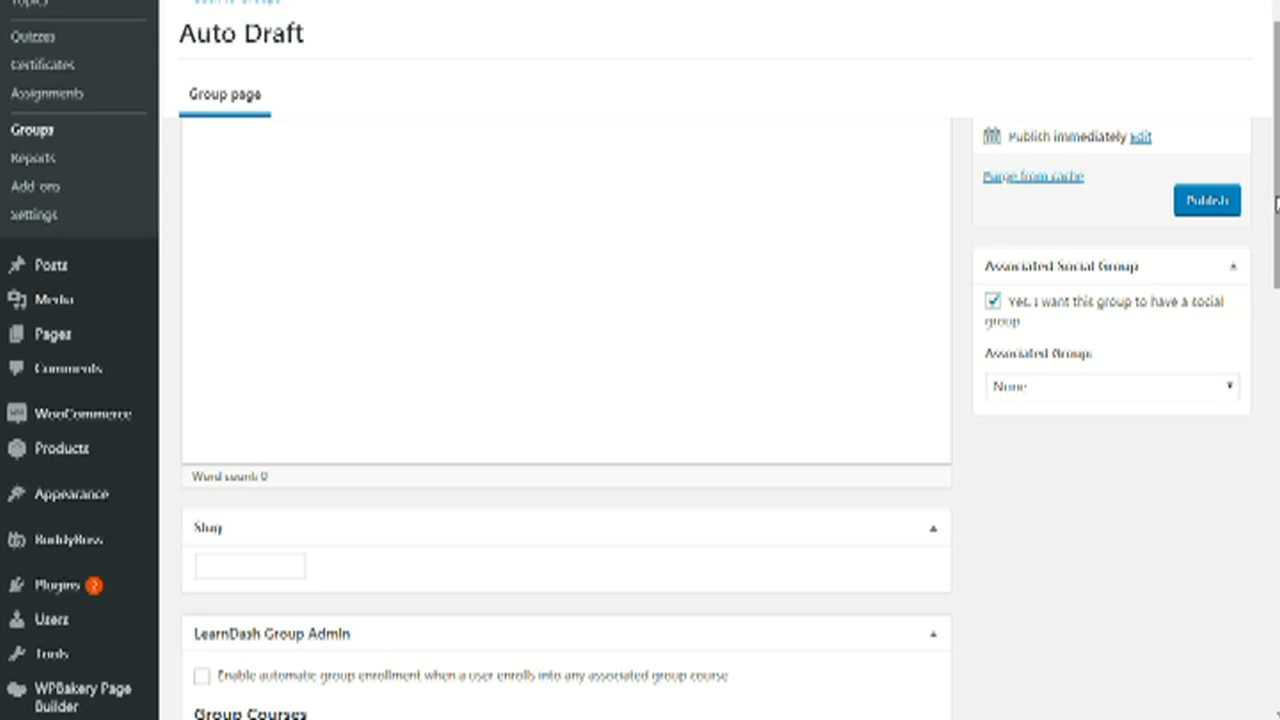 Topics
Quizzes
Certificates
Assignments
Groups
Reports
Add-ons
Settings
Posts
Media
Pages
Comments
WooCommerce
Products
Appearance
BuddyBoss
Plugins 2
Users
Tools
WPBakery Page
Builder
Auto Draft
Group page
Word count: 0
Slug
LearnDash Group Admin
Enable automatic group enrollment when a user enrolls into any associated group course
Group Courses
Publish immediately Edit
Purge from cache
Publish
Associated Social Group
Yes, I want this group to have a social
group
Associated Group:
None